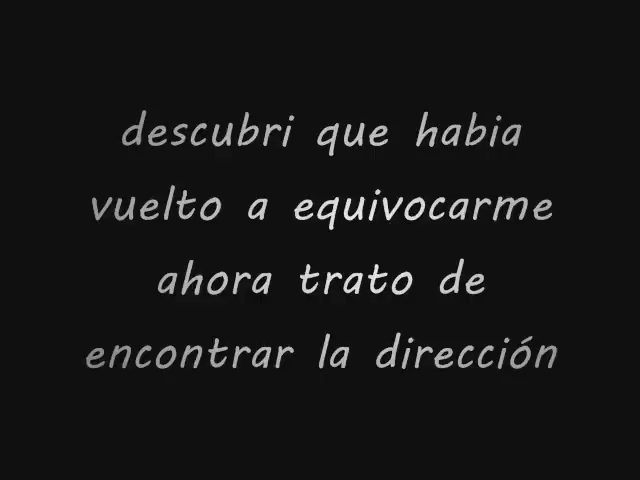 descubri que habia
vuelto a equivocarme
ahora trato de
encontrar la dirección